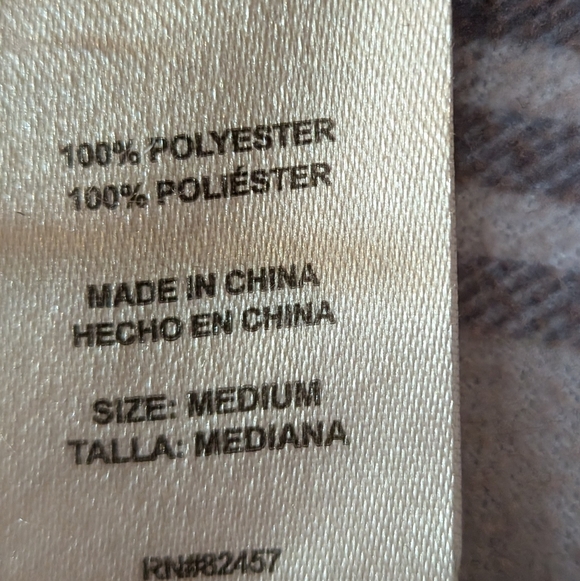 100% POLYESTER
100% POLIÉSTER
MADE IN CHINA
HECHO EN CHINA
SIZE: MEDIUM
TALLA: MEDIANA
RN#82457